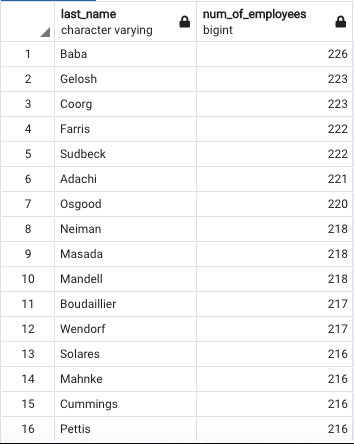 last_name num_of_employees
character varying bigint
1 Baba 226
2 Gelosh 223
3 Coorg 223
4 Farris 222
5 Sudbeck 222
6 Adachi 221
7 Osgood 220
8 Neiman 218
9 Masada 218
10 Mandell 218
11 Boudaillier 217
12 Wendorf 217
13 Solares 216
14 Mahnke 216
15 Cummings 216
16 Pettis 216